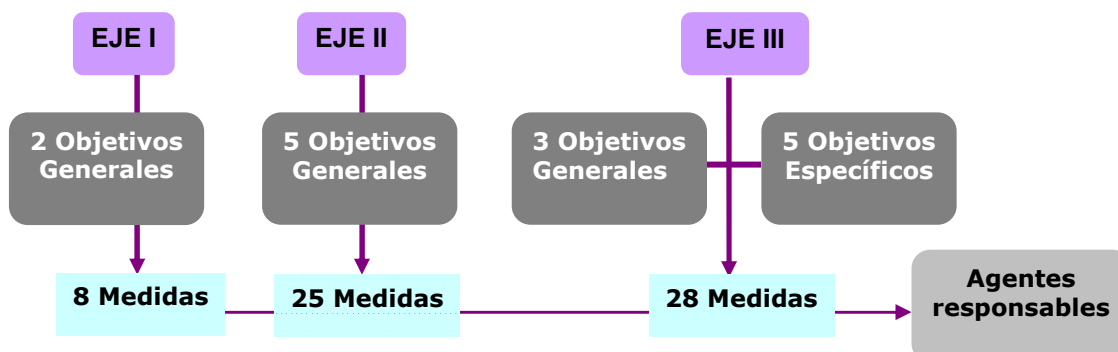 EJE I
EJE II
EJE III
2 Objetivos
Generales
5 Objetivos
Generales
3 Objetivos
Generales
5 Objetivos
Específicos
8 Medidas
25 Medidas
28 Medidas
Agentes
responsables